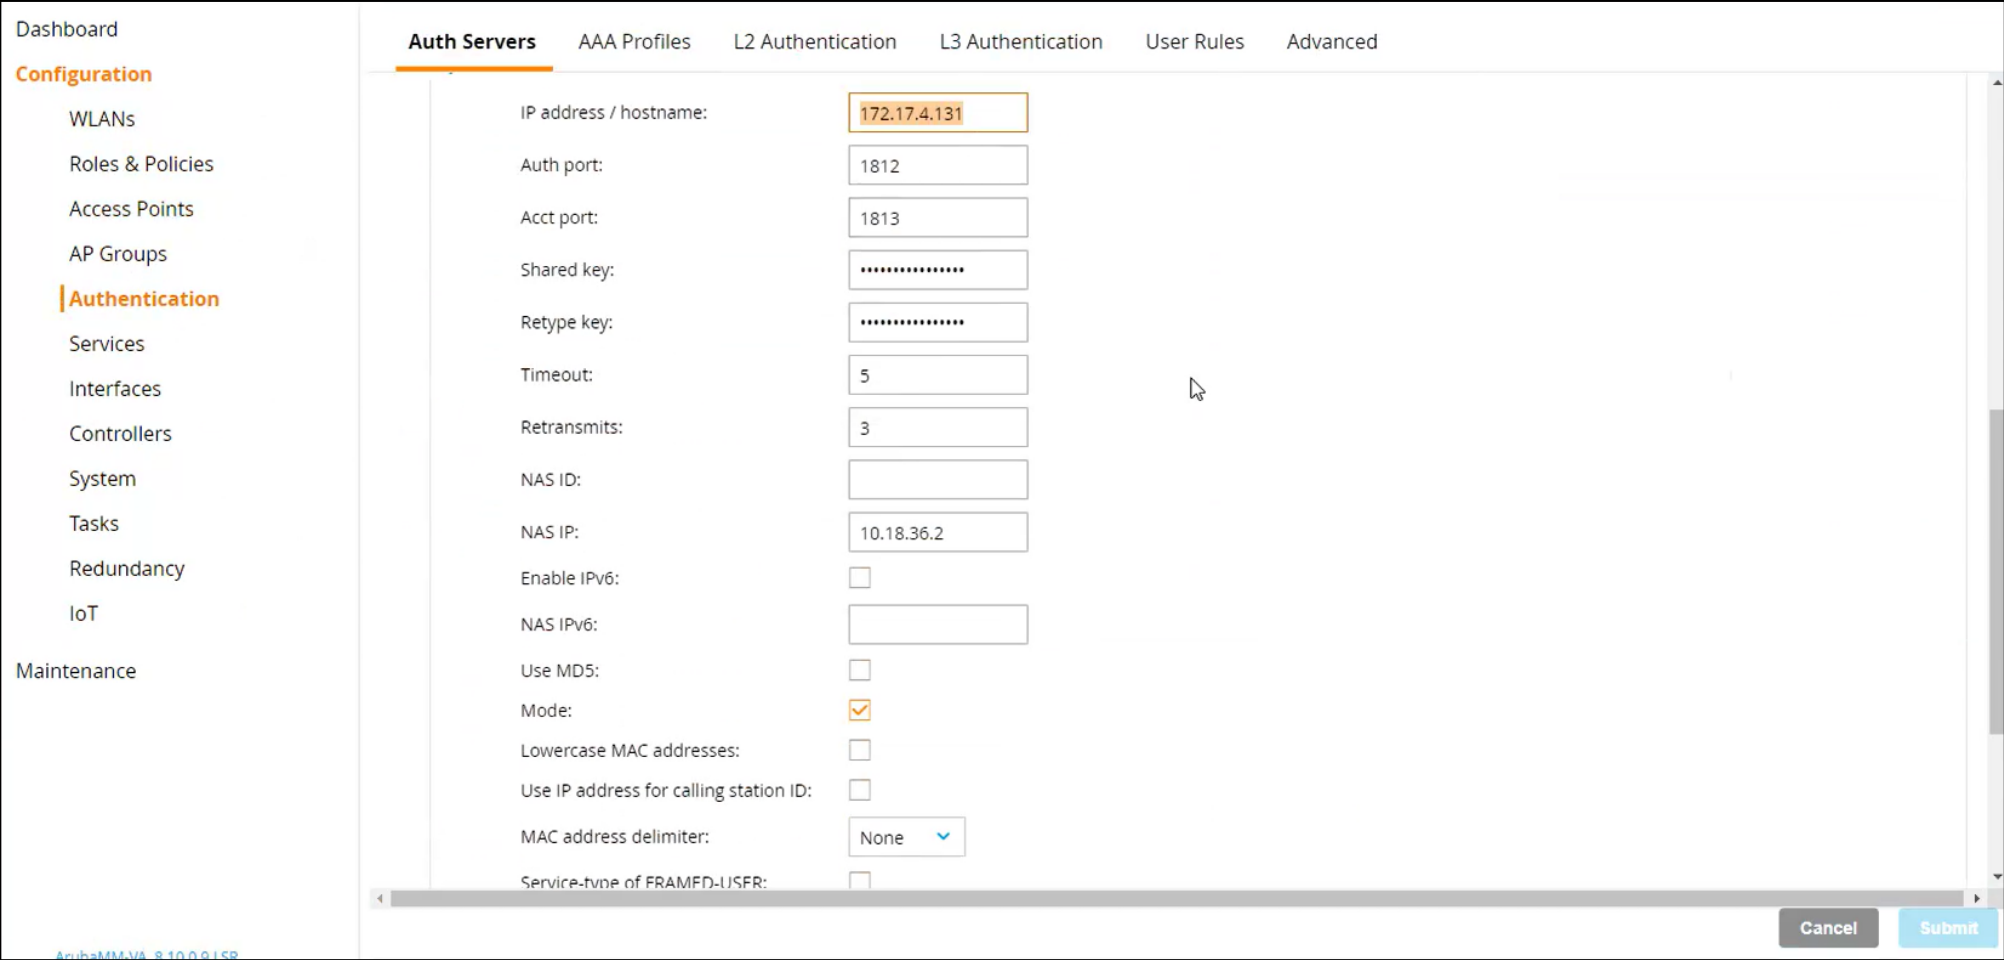 Dashboard
Configuration
WLANs
Roles & Policies
Access Points
AP Groups
Authentication
Services
Interfaces
Controllers
System
Tasks
Redundancy
IoT
Maintenance
ArubaMM-VA, 8.10.0.9 LSR
Auth Servers
AAA Profiles
L2 Authentication
L3 Authentication
User Rules
Advanced
IP address / hostname: 172.17.4.131
Auth port: 1812
Acct port: 1813
Shared key: ••••••••••••••••
Retype key: ••••••••••••••••
Timeout: 5
Retransmits: 3
NAS ID:
NAS IP: 10.18.36.2
Enable IPv6:
NAS IPv6:
Use MD5:
Mode:
Lowercase MAC addresses:
Use IP address for calling station ID:
MAC address delimiter: None
Service-type of FRAMED-USER:
Cancel
Submit